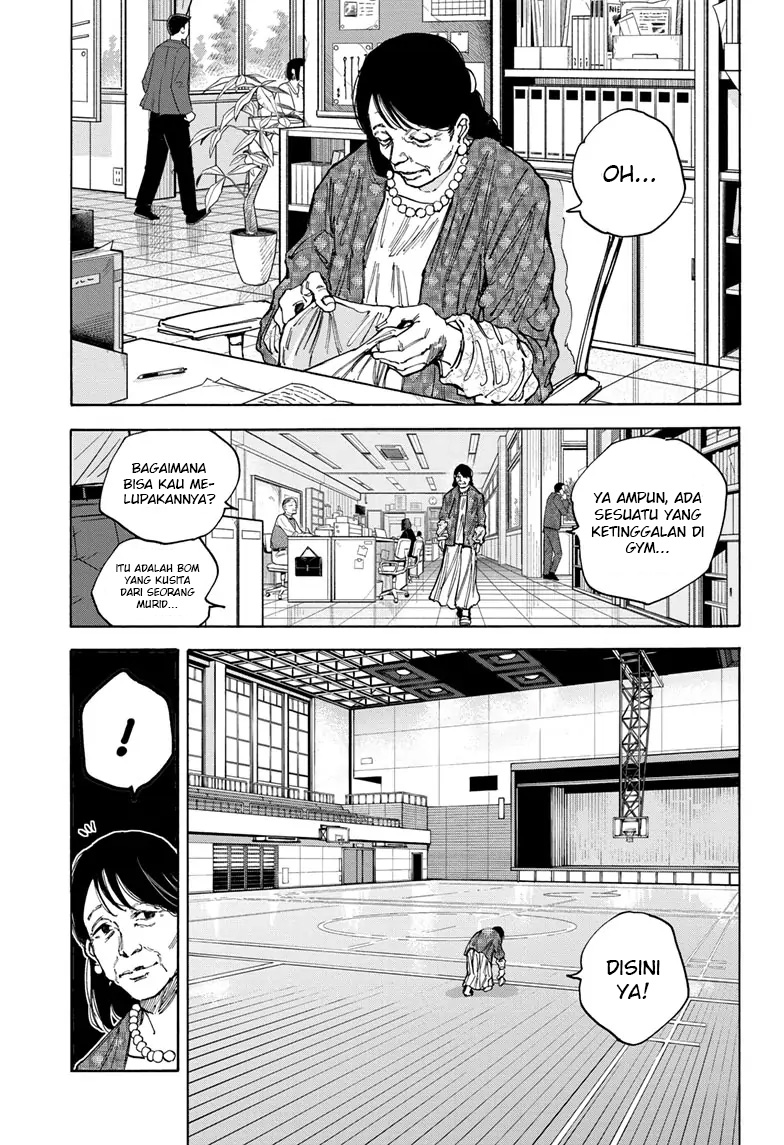 OH...
YA AMPUN, ADA
SESUATU YANG
KETINGGALAN DI
GYM...
BAGAIMANA
BISA KAU ME-
LUPAKANNYA?
ITU ADALAH BOM
YANG KUSITA
DARI SEORANG
MURID...
DISINI
YA!
!